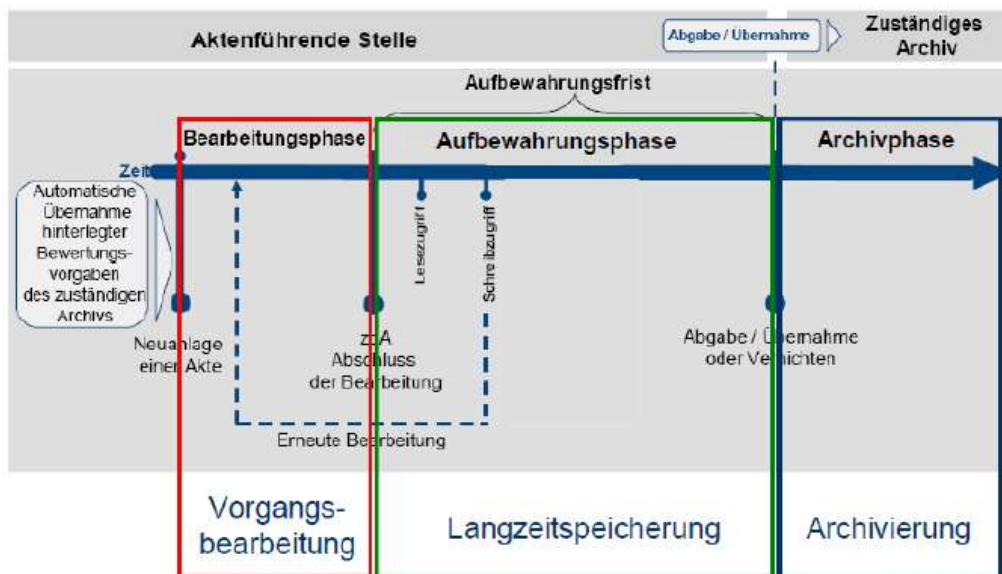 Aktenführende Stelle
Abgabe / Übernahme
Zuständiges
Archiv
Aufbewahrungsfrist
Bearbeitungsphase
Aufbewahrungsphase
Archivphase
Zeit
Automatische
Übernahme
hinterlegter
Bewertungs-
vorgaben
des zuständigen
Archivs
Lesezugriff
Schreibzugriff
Neuanlage
einer Akte
zdA
Abschluss
der Bearbeitung
Abgabe / Übernahme
oder Vernichten
Erneute Bearbeitung
Vorgangs-
bearbeitung
Langzeitspeicherung
Archivierung